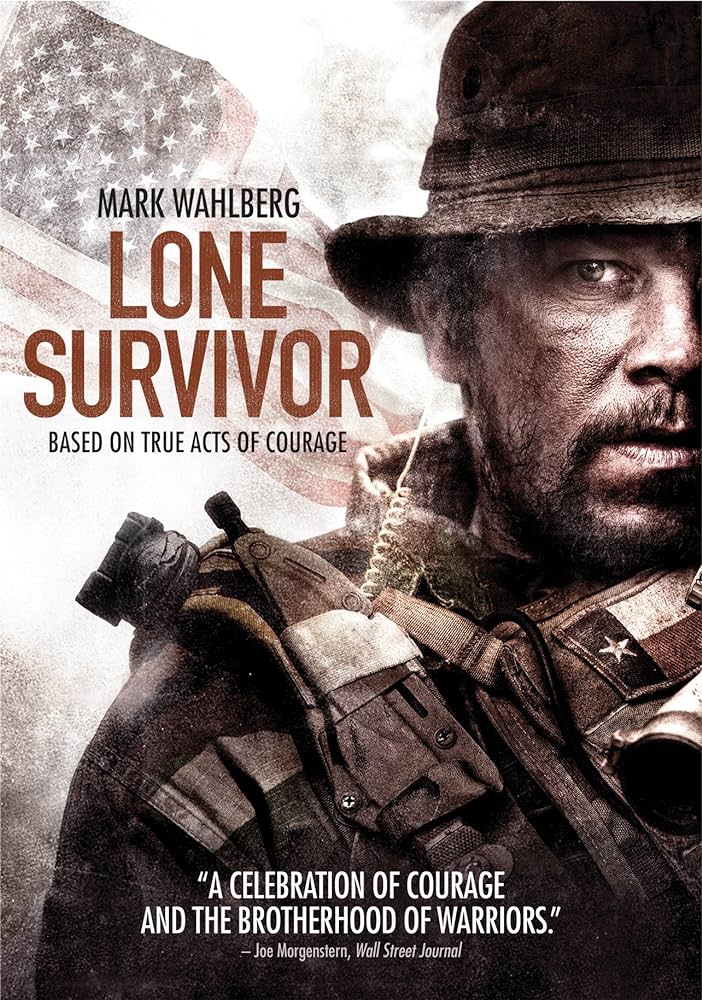 MARK WAHLBERG
LONE
SURVIVOR
BASED ON TRUE ACTS OF COURAGE
“A CELEBRATION OF COURAGE
AND THE BROTHERHOOD OF WARRIORS.”
– Joe Morgenstern, Wall Street Journal